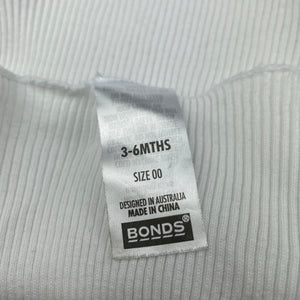 3-6MTHS
SIZE 00
DESIGNED IN AUSTRALIA
MADE IN CHINA
BONDS